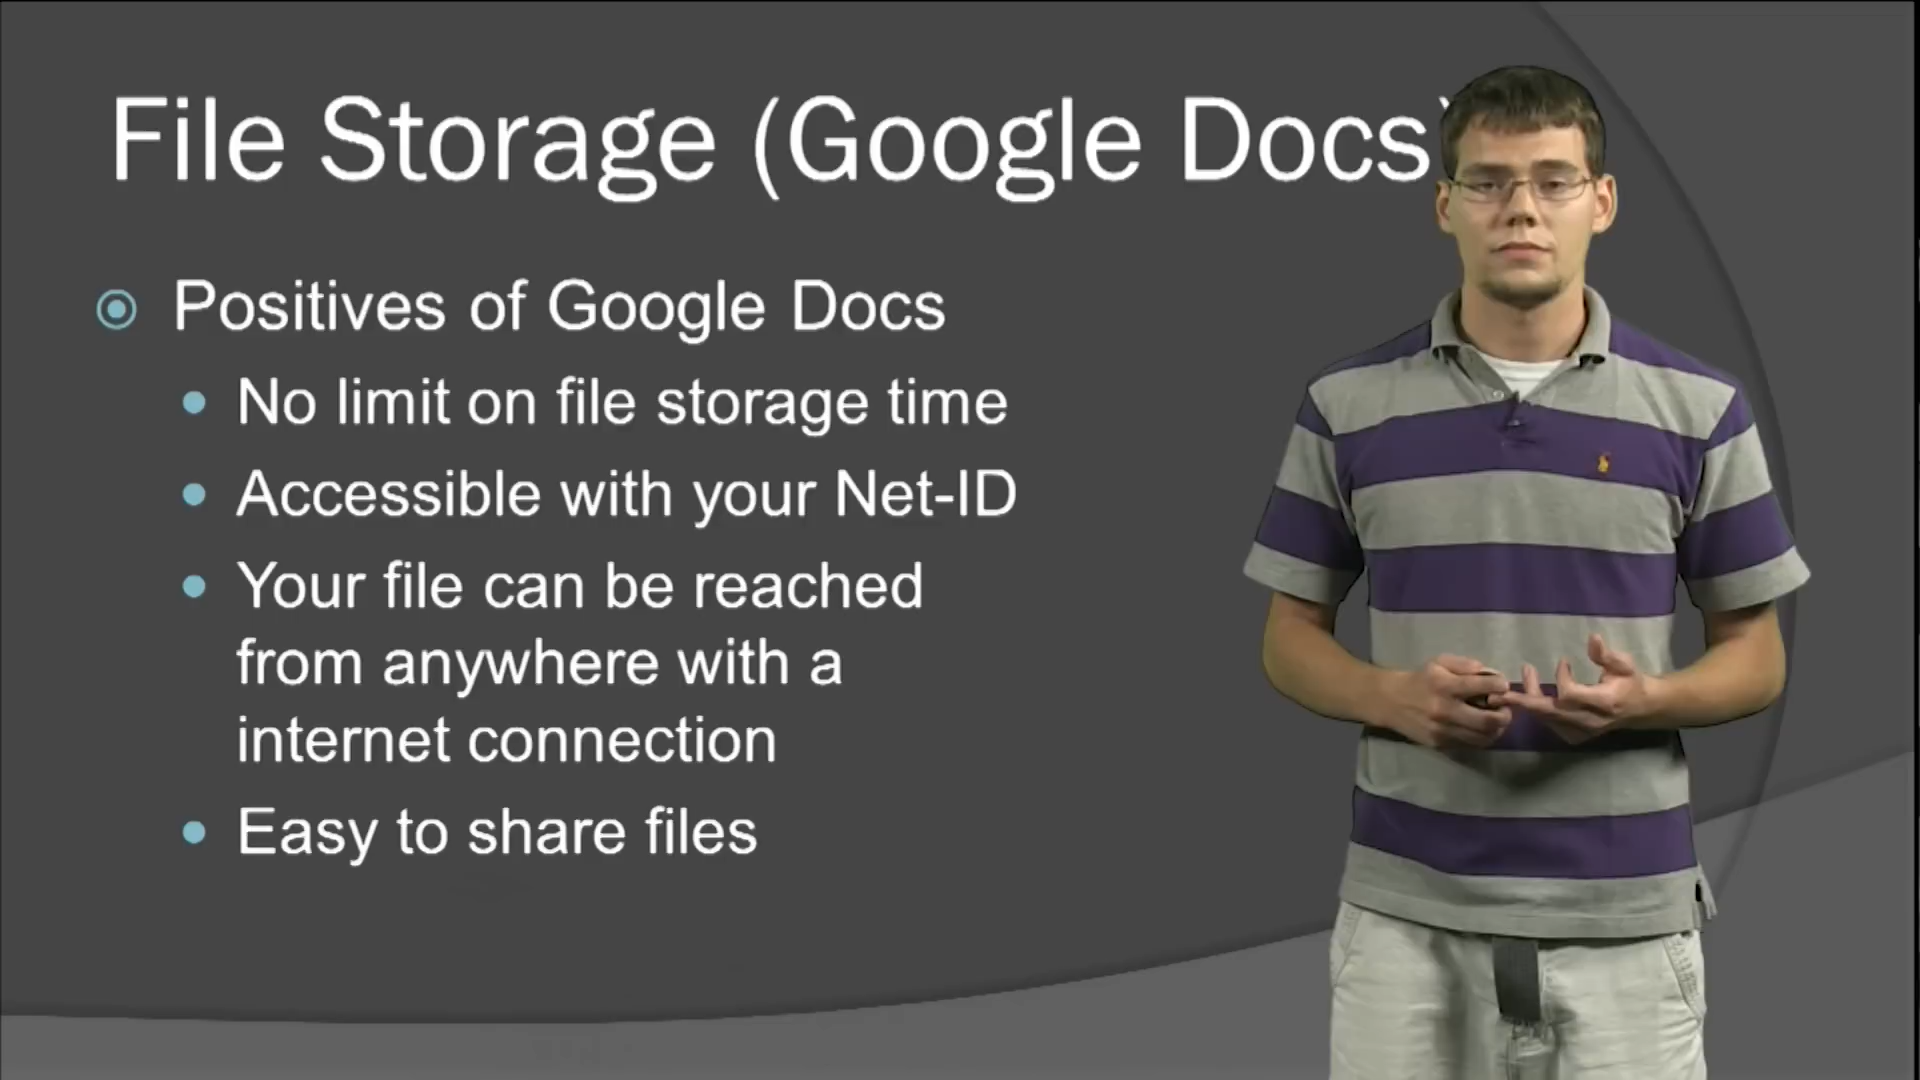 File Storage (Google Docs)
Positives of Google Docs
No limit on file storage time
Accessible with your Net-ID
Your file can be reached
from anywhere with a
internet connection
Easy to share files